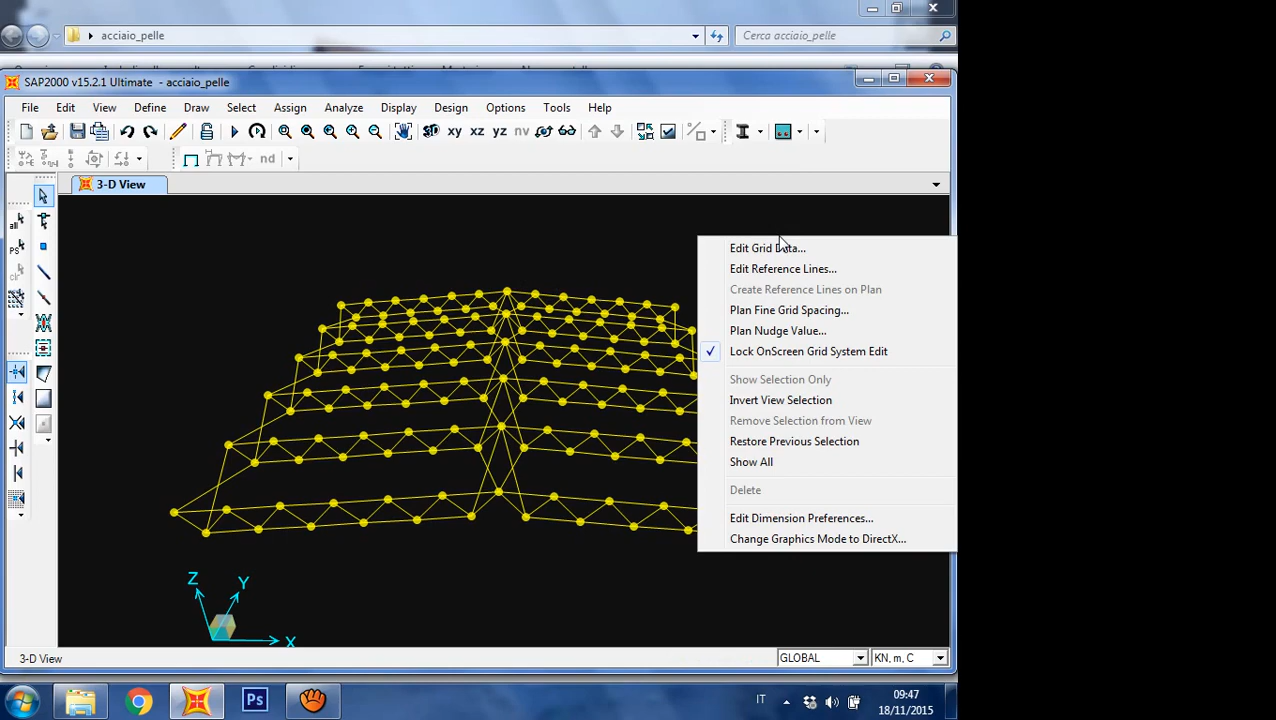 acciaio_pelle
Cerca acciaio_pelle
SAP2000 v15.2.1 Ultimate - acciaio_pelle
File Edit View Define Draw Select Assign Analyze Display Design Options Tools Help
3D xy xz yz nv
nd
3-D View
all
PS
Edit Grid Data...
Edit Reference Lines...
Create Reference Lines on Plan
Plan Fine Grid Spacing...
Plan Nudge Value...
Lock OnScreen Grid System Edit
Show Selection Only
Invert View Selection
Remove Selection from View
Restore Previous Selection
Show All
Delete
Edit Dimension Preferences...
Change Graphics Mode to DirectX...
Z Y
X
3-D View GLOBAL KN, m, C
Ps IT 09:47
18/11/2015